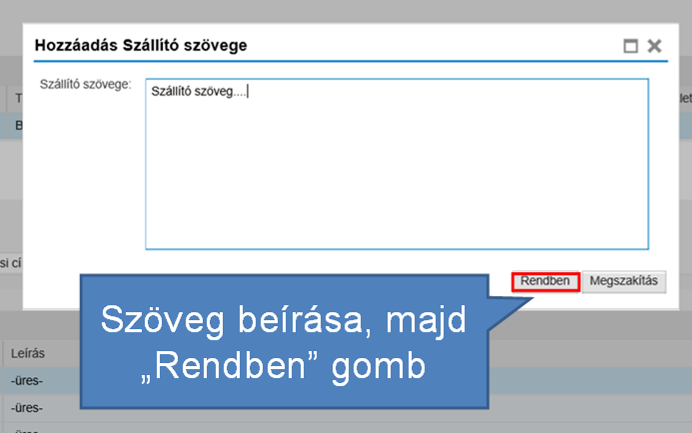 Hozzáadás Szállító szövege
Szállító szövege:
Szállító szöveg....
Rendben
Megszakítás
Szöveg beírása, majd
„Rendben” gomb
Leírás
-üres-
-üres-